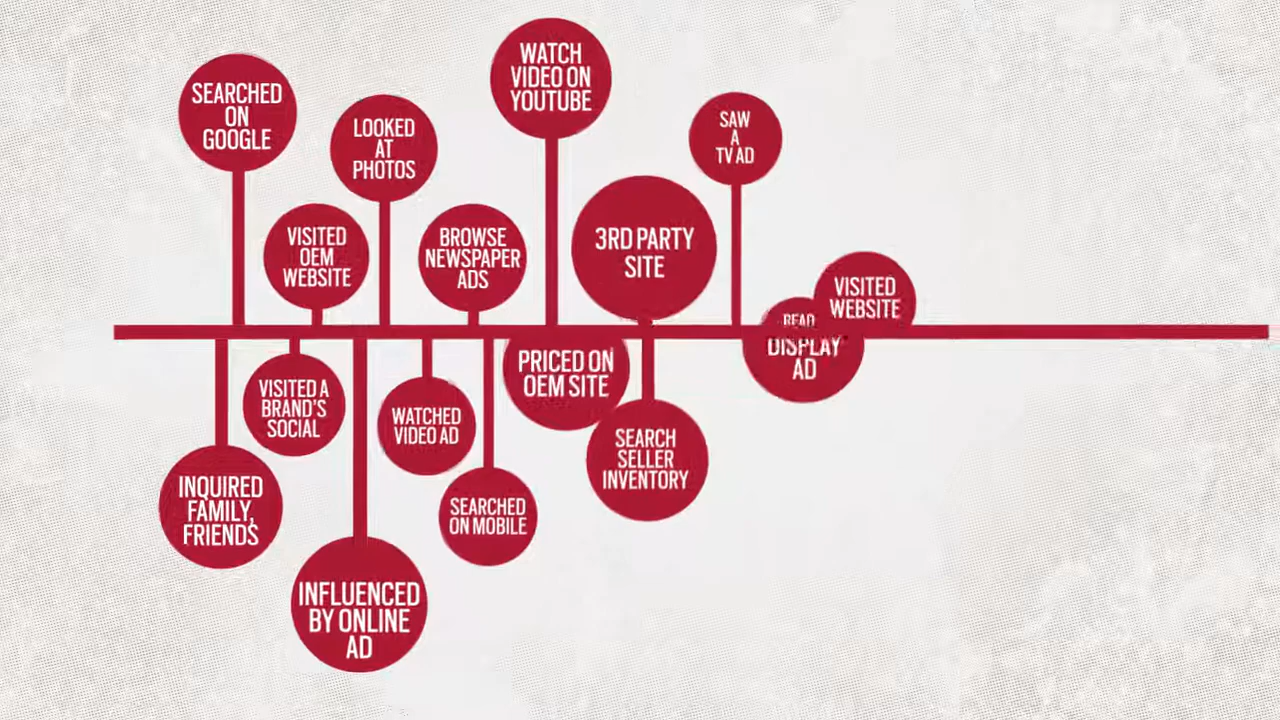 SEARCHED
ON
GOOGLE
VISITED
OEM
WEBSITE
LOOKED
AT
PHOTOS
BROWSE
NEWSPAPER
ADS
WATCH
VIDEO ON
YOUTUBE
3RD PARTY
SITE
SAW
A
TV AD
READ
DISPLAY
AD
VISITED
WEBSITE
INQUIRED
FAMILY,
FRIENDS
VISITED A
BRAND'S
SOCIAL
INFLUENCED
BY ONLINE
AD
WATCHED
VIDEO AD
SEARCHED
ON MOBILE
PRICED ON
OEM SITE
SEARCH
SELLER
INVENTORY